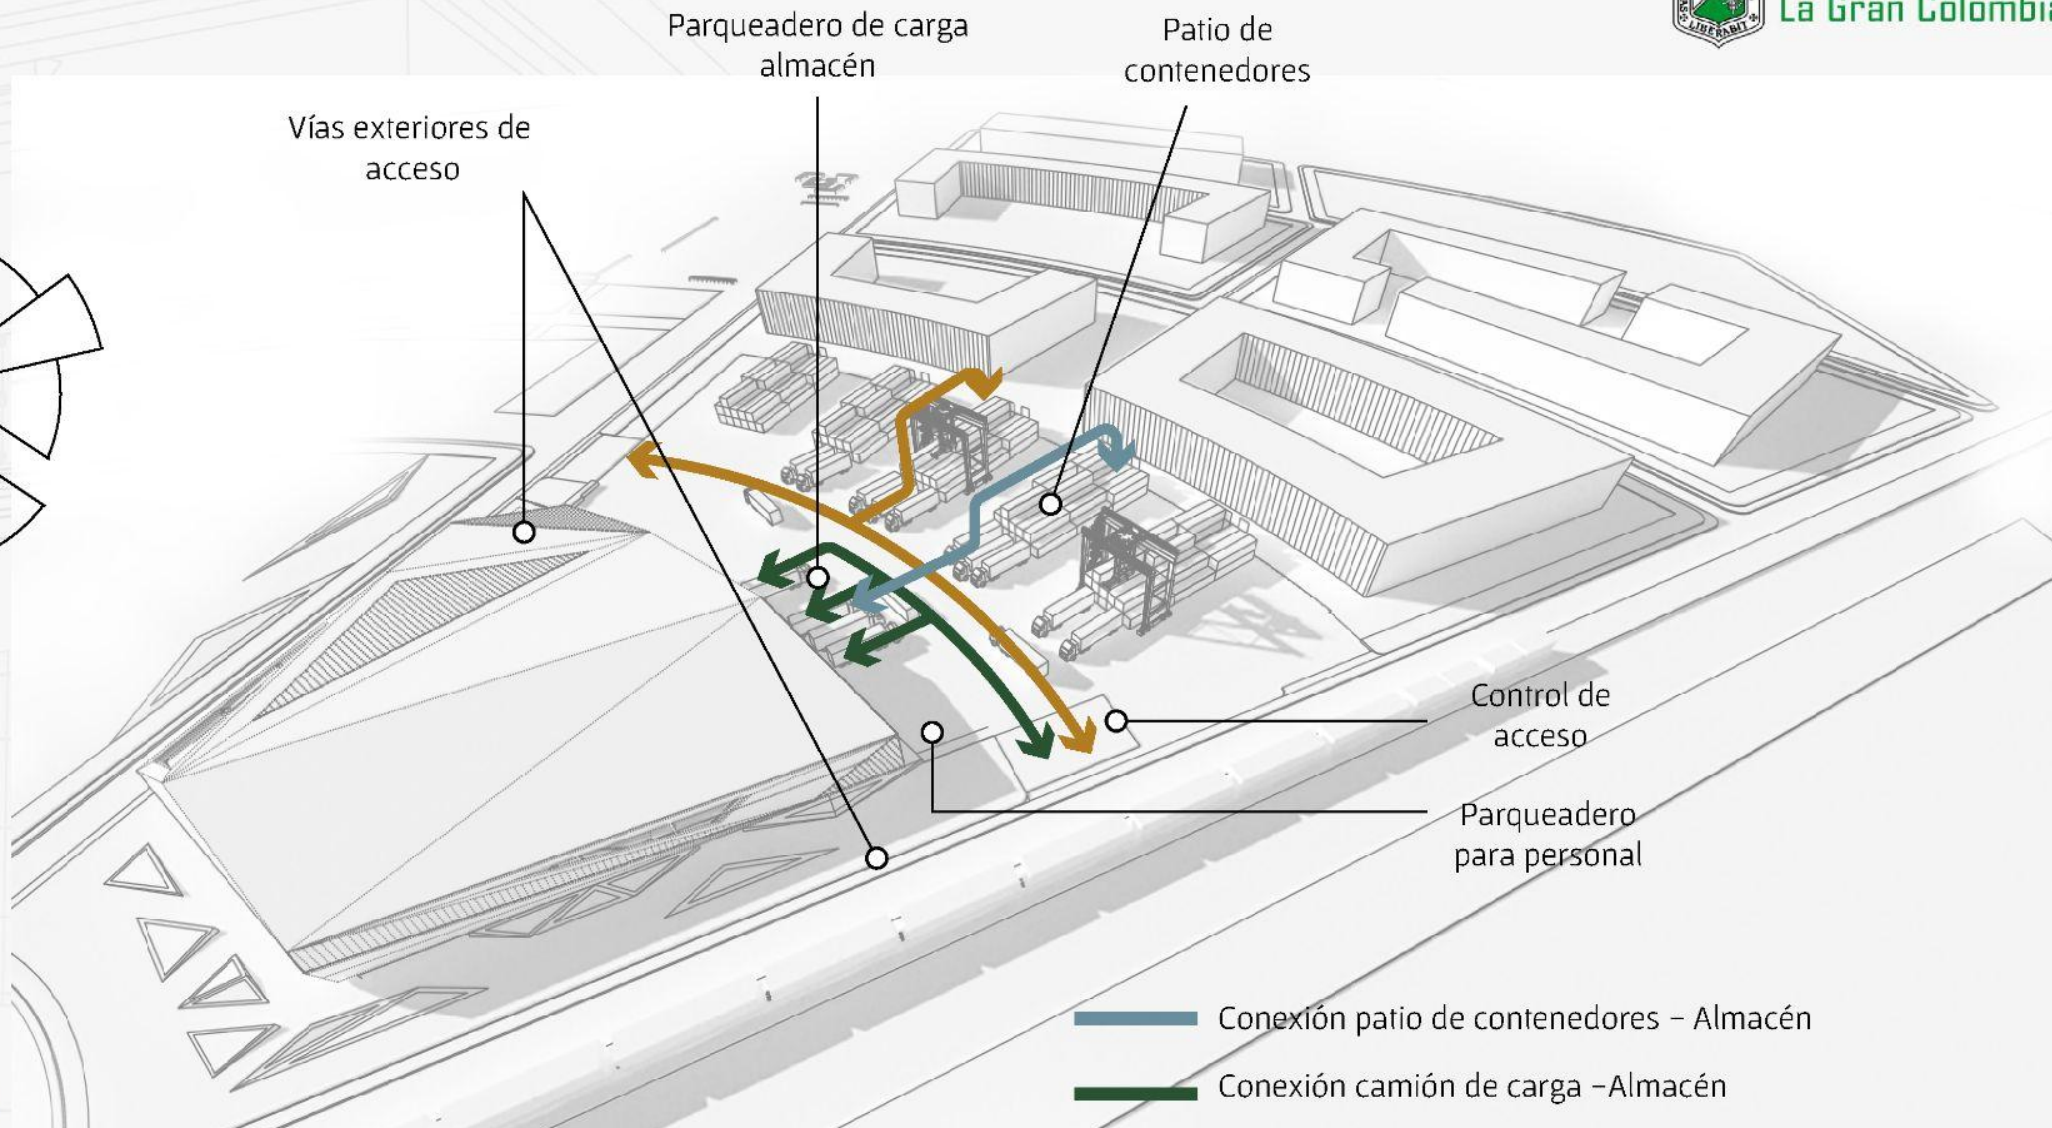 La Gran Colombia
LIBERABIT
Parqueadero de carga
almacén
Patio de
contenedores
Vías exteriores de
acceso
Control de
acceso
Parqueadero
para personal
Conexión patio de contenedores – Almacén
Conexión camión de carga –Almacén